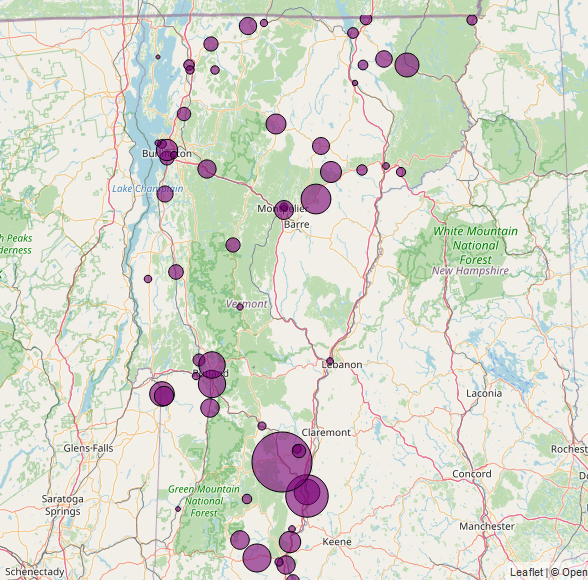 Burlington
Lake Champlain
Montpelier
Barre
h Peaks
derness
White Mountain
National
Forest
New Hampshire
Vermont
Lebanon
Laconia
Claremont
Glens-Falls
Rochest
Concord
Saratoga
Springs
Green Mountain
National
Forest
Manchester
Keene
Schenectady
Leaflet | © Open